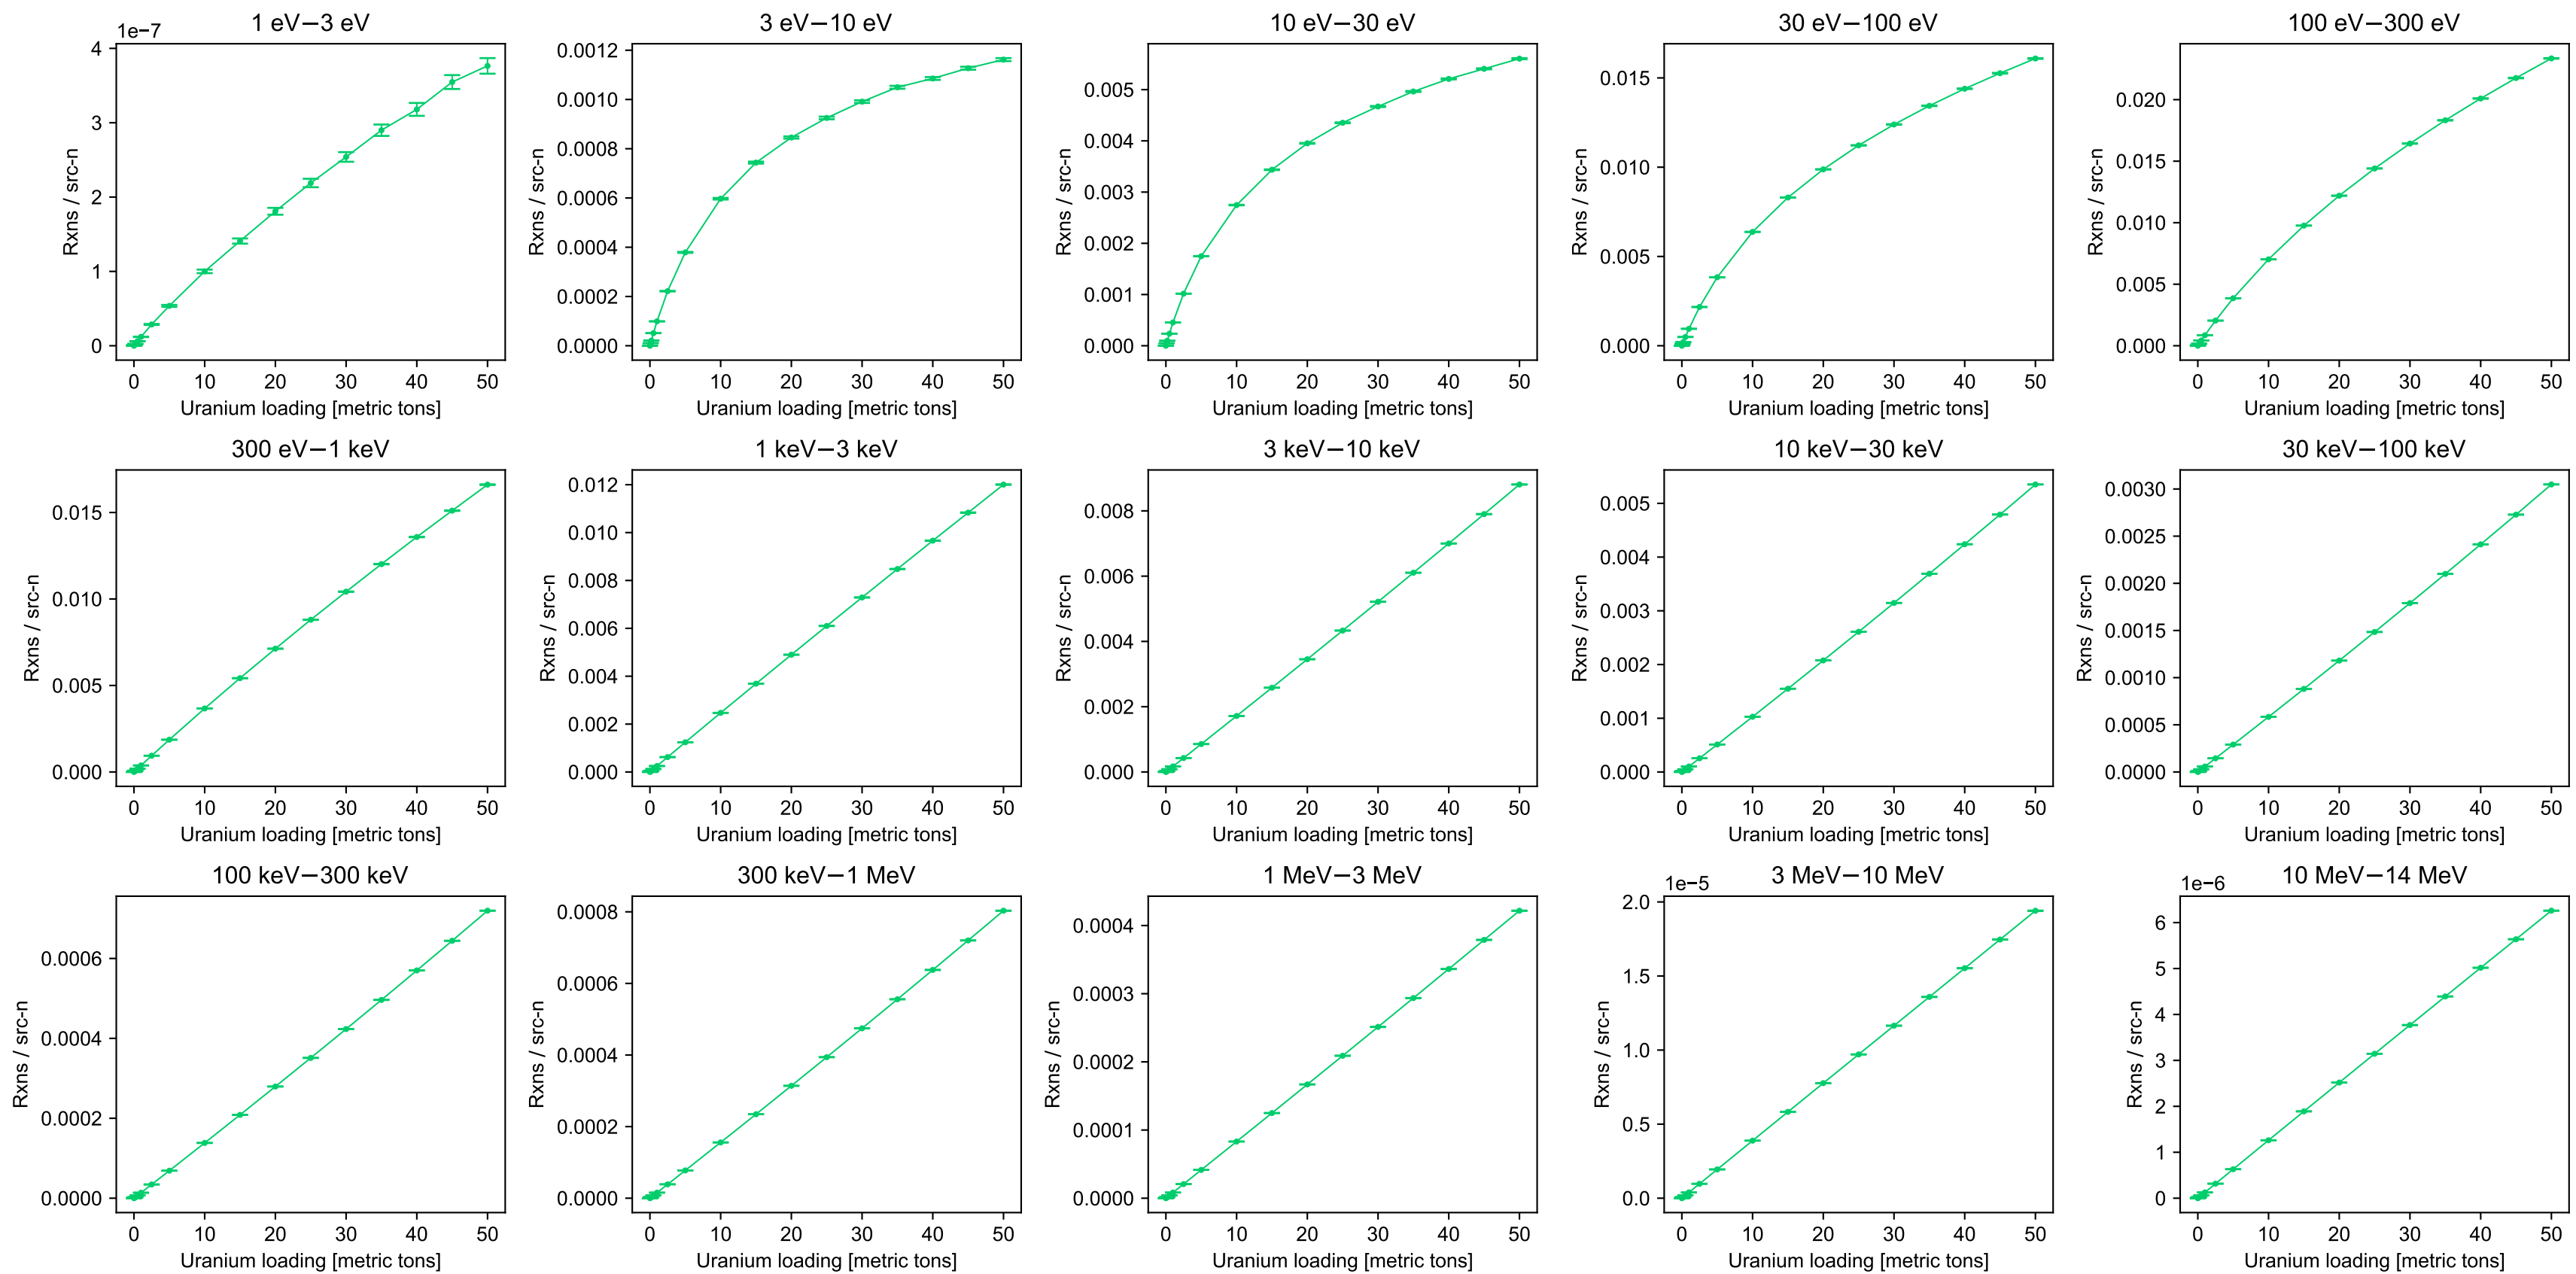 1 eV−3 eV
1e−7
4
3
2
1
0
Rxns / src-n
0 10 20 30 40 50
Uranium loading [metric tons]
3 eV−10 eV
0.0012
0.0010
0.0008
0.0006
0.0004
0.0002
0.0000
Rxns / src-n
0 10 20 30 40 50
Uranium loading [metric tons]
10 eV−30 eV
0.005
0.004
0.003
0.002
0.001
0.000
Rxns / src-n
0 10 20 30 40 50
Uranium loading [metric tons]
30 eV−100 eV
0.015
0.010
0.005
0.000
Rxns / src-n
0 10 20 30 40 50
Uranium loading [metric tons]
100 eV−300 eV
0.020
0.015
0.010
0.005
0.000
Rxns / src-n
0 10 20 30 40 50
Uranium loading [metric tons]
300 eV−1 keV
0.015
0.010
0.005
0.000
Rxns / src-n
0 10 20 30 40 50
Uranium loading [metric tons]
1 keV−3 keV
0.012
0.010
0.008
0.006
0.004
0.002
0.000
Rxns / src-n
0 10 20 30 40 50
Uranium loading [metric tons]
3 keV−10 keV
0.008
0.006
0.004
0.002
0.000
Rxns / src-n
0 10 20 30 40 50
Uranium loading [metric tons]
10 keV−30 keV
0.005
0.004
0.003
0.002
0.001
0.000
Rxns / src-n
0 10 20 30 40 50
Uranium loading [metric tons]
30 keV−100 keV
0.0030
0.0025
0.0020
0.0015
0.0010
0.0005
0.0000
Rxns / src-n
0 10 20 30 40 50
Uranium loading [metric tons]
100 keV−300 keV
0.0006
0.0004
0.0002
0.0000
Rxns / src-n
0 10 20 30 40 50
Uranium loading [metric tons]
300 keV−1 MeV
0.0008
0.0006
0.0004
0.0002
0.0000
Rxns / src-n
0 10 20 30 40 50
Uranium loading [metric tons]
1 MeV−3 MeV
0.0004
0.0003
0.0002
0.0001
0.0000
Rxns / src-n
0 10 20 30 40 50
Uranium loading [metric tons]
3 MeV−10 MeV
1e−5
2.0
1.5
1.0
0.5
0.0
Rxns / src-n
0 10 20 30 40 50
Uranium loading [metric tons]
10 MeV−14 MeV
1e−6
6
5
4
3
2
1
0
Rxns / src-n
0 10 20 30 40 50
Uranium loading [metric tons]